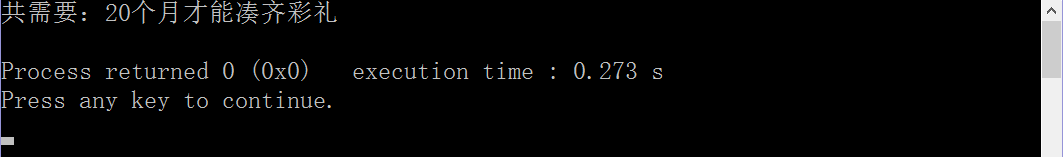 共需要：20个月才能凑齐彩礼
Process returned 0 (0x0)   execution time : 0.273 s
Press any key to continue.